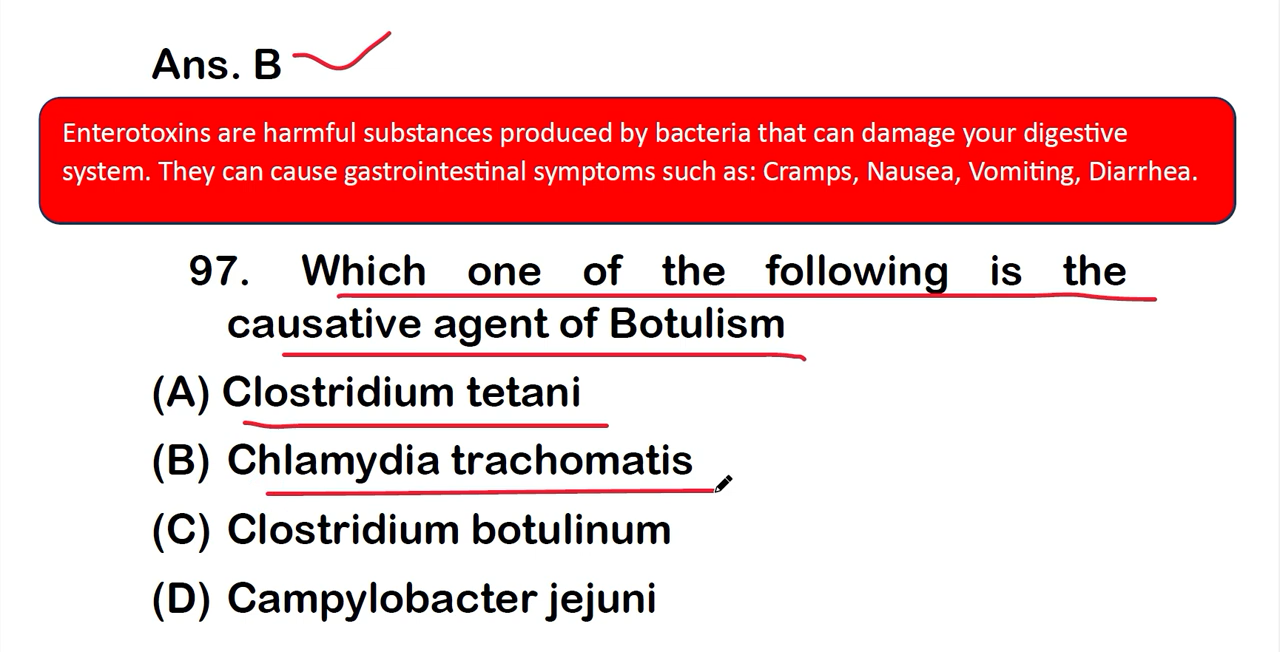 Ans. B
Enterotoxins are harmful substances produced by bacteria that can damage your digestive
system. They can cause gastrointestinal symptoms such as: Cramps, Nausea, Vomiting, Diarrhea.
97. Which one of the following is the
causative agent of Botulism
(A) Clostridium tetani
(B) Chlamydia trachomatis
(C) Clostridium botulinum
(D) Campylobacter jejuni